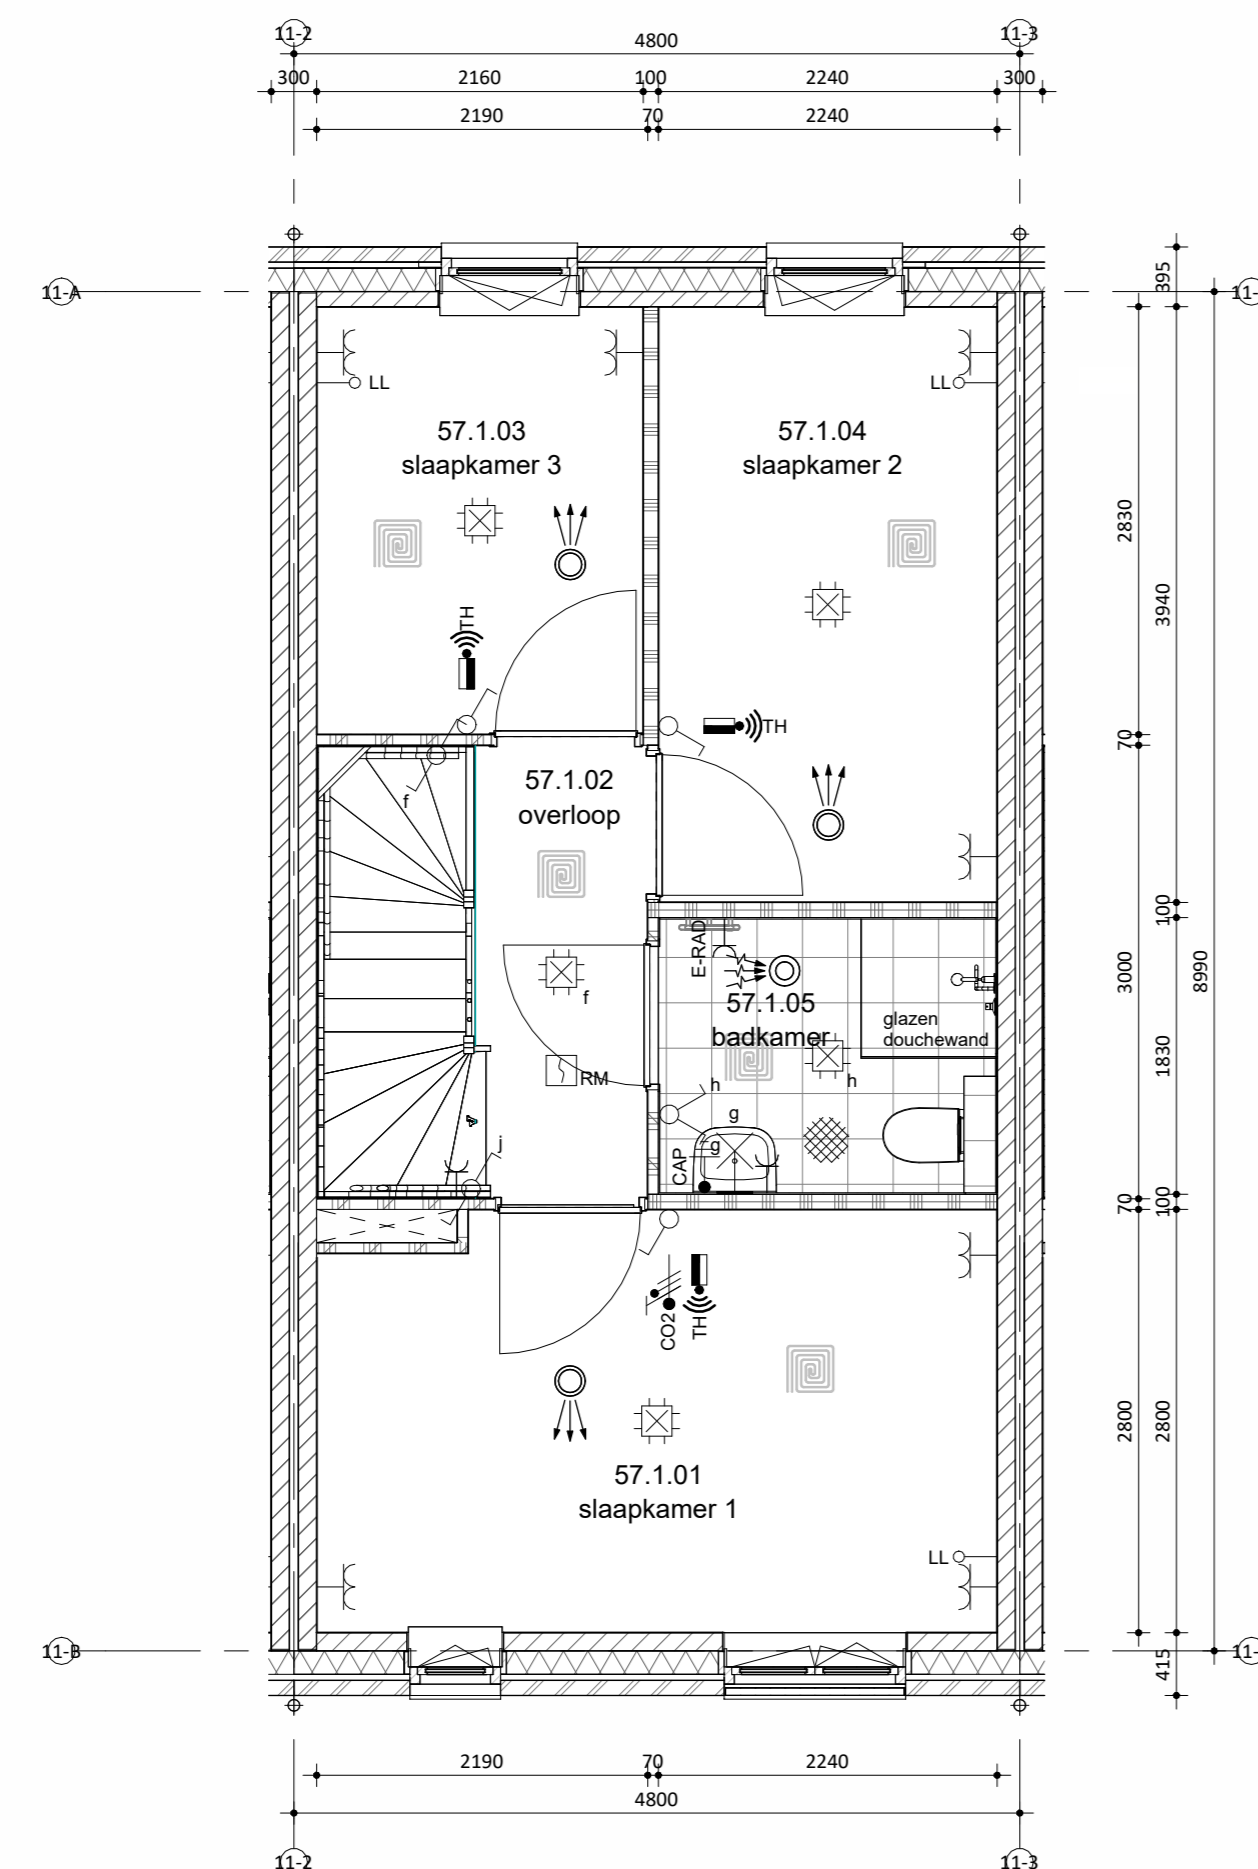 11-2
11-3
4800
300
2160
100
2240
300
2190
70
2240
11-A
11-
395
LL
LL
57.1.03
slaapkamer 3
57.1.04
slaapkamer 2
2830
3940
TH
TH
70
57.1.02
overloop
f
100
E-RAD
3000
8990
57.1.05
badkamer
f
glazen
douchewand
1830
RM
h
h
g
g
j
CAP
70
100
CO2
TH
2800
2800
57.1.01
slaapkamer 1
LL
11-B
11-
415
2190
70
2240
4800
11-2
11-3